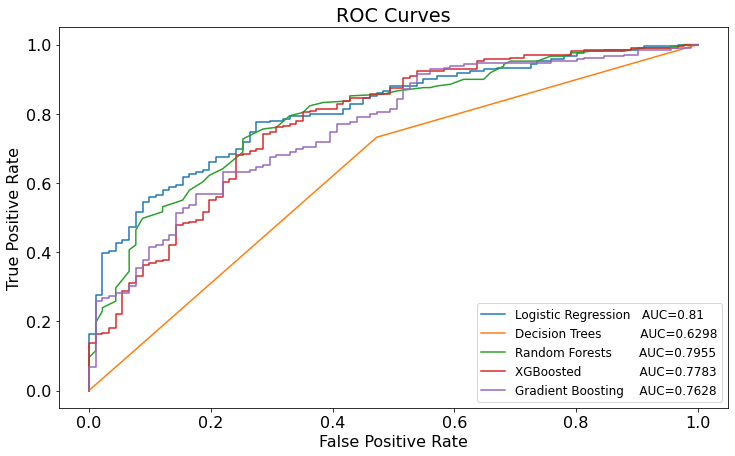 ROC Curves
True Positive Rate
1.0
0.8
0.6
0.4
0.2
0.0
Logistic Regression AUC=0.81
Decision Trees AUC=0.6298
Random Forests AUC=0.7955
XGBoosted AUC=0.7783
Gradient Boosting AUC=0.7628
0.0 0.2 0.4 0.6 0.8 1.0
False Positive Rate